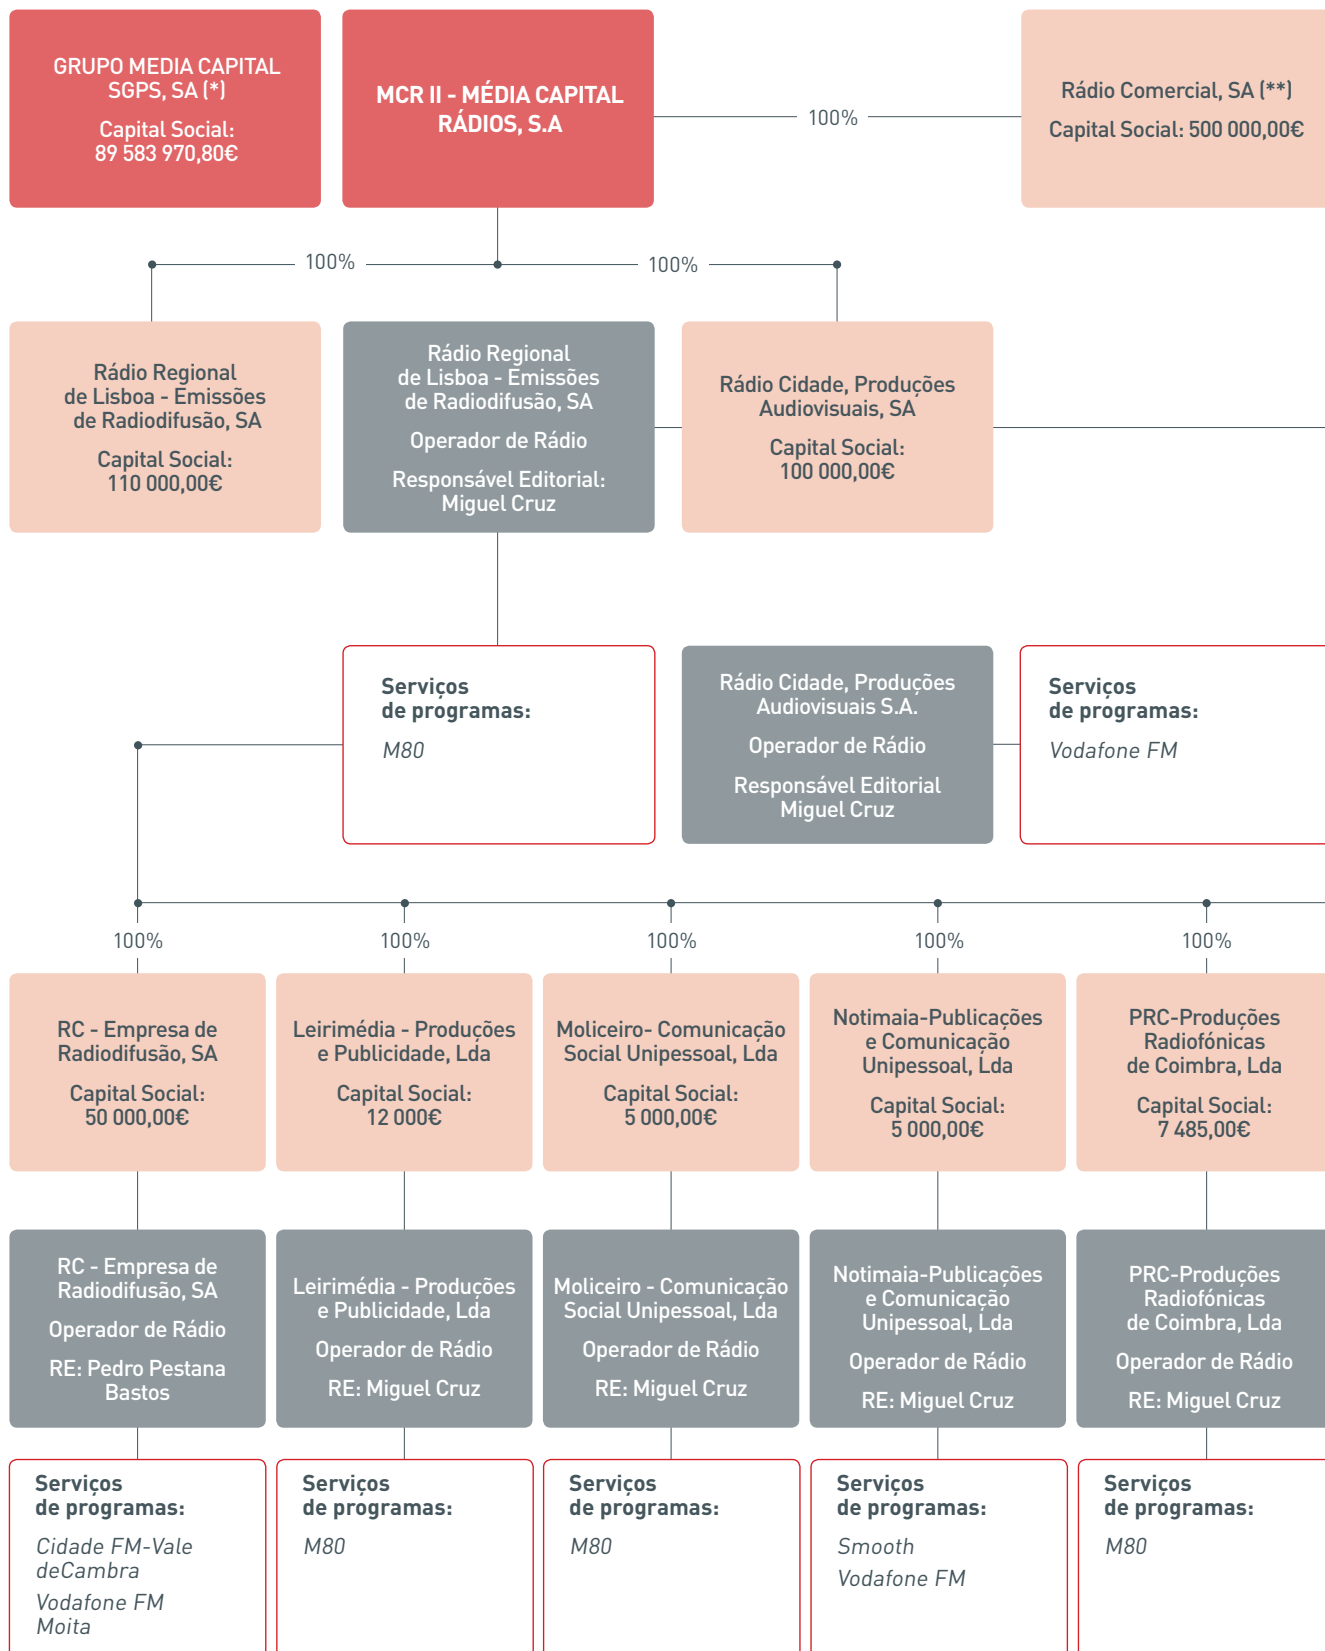 GRUPO MEDIA CAPITAL
SGPS, SA (*)
Capital Social:
89 583 970,80€
MCR II - MÉDIA CAPITAL
RÁDIOS, S.A
100%
Rádio Comercial, SA (**)
Capital Social: 500 000,00€
100%
100%
Rádio Regional
de Lisboa - Emissões
de Radiodifusão, SA
Capital Social:
110 000,00€
Rádio Regional
de Lisboa - Emissões
de Radiodifusão, SA
Operador de Rádio
Responsável Editorial:
Miguel Cruz
Rádio Cidade, Produções
Audiovisuais, SA
Capital Social:
100 000,00€
Serviços
de programas:
M80
Rádio Cidade, Produções
Audiovisuais S.A.
Operador de Rádio
Responsável Editorial
Miguel Cruz
Serviços
de programas:
Vodafone FM
100%
100%
100%
100%
100%
RC - Empresa de
Radiodifusão, SA
Capital Social:
50 000,00€
Leirimédia - Produções
e Publicidade, Lda
Capital Social:
12 000€
Moliceiro- Comunicação
Social Unipessoal, Lda
Capital Social:
5 000,00€
Notimaia-Publicações
e Comunicação
Unipessoal, Lda
Capital Social:
5 000,00€
PRC-Produções
Radiofónicas
de Coimbra, Lda
Capital Social:
7 485,00€
RC - Empresa de
Radiodifusão, SA
Operador de Rádio
RE: Pedro Pestana
Bastos
Leirimédia - Produções
e Publicidade, Lda
Operador de Rádio
RE: Miguel Cruz
Moliceiro - Comunicação
Social Unipessoal, Lda
Operador de Rádio
RE: Miguel Cruz
Notimaia-Publicações
e Comunicação
Unipessoal, Lda
Operador de Rádio
RE: Miguel Cruz
PRC-Produções
Radiofónicas
de Coimbra, Lda
Operador de Rádio
RE: Miguel Cruz
Serviços
de programas:
Cidade FM-Vale
deCambra
Vodafone FM
Moita
Serviços
de programas:
M80
Serviços
de programas:
M80
Serviços
de programas:
Smooth
Vodafone FM
Serviços
de programas:
M80